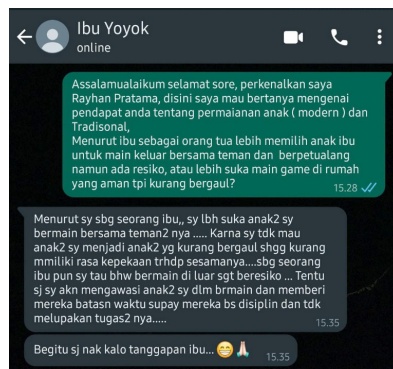 Ibu Yoyok
online
Assalamualaikum selamat sore, perkenalkan saya
Rayhan Pratama, disini saya mau bertanya mengenai
pendapat anda tentang permaianan anak ( modern ) dan
Tradisonal,
Menurut ibu sebagai orang tua lebih memilih anak ibu
untuk main keluar bersama teman dan berpetualang
namun ada resiko, atau lebih suka main game di rumah
yang aman tpi kurang bergaul?
15.28
Menurut sy sbg seorang ibu,, sy lbh suka anak2 sy
bermain bersama teman2 nya ..... Karna sy tdk mau
anak2 sy menjadi anak2 yg kurang bergaul shgg kurang
mmiliki rasa kepekaan trhdp sesamanya....sbg seorang
ibu pun sy tau bhw bermain di luar sgt beresiko ... Tentu
sj sy akn mengawasi anak2 sy dlm brmain dan memberi
mereka batasn waktu supay mereka bs disiplin dan tdk
melupakan tugas2 nya.....
15.35
Begitu sj nak kalo tanggapan ibu... 😁🙏🏻
15.35